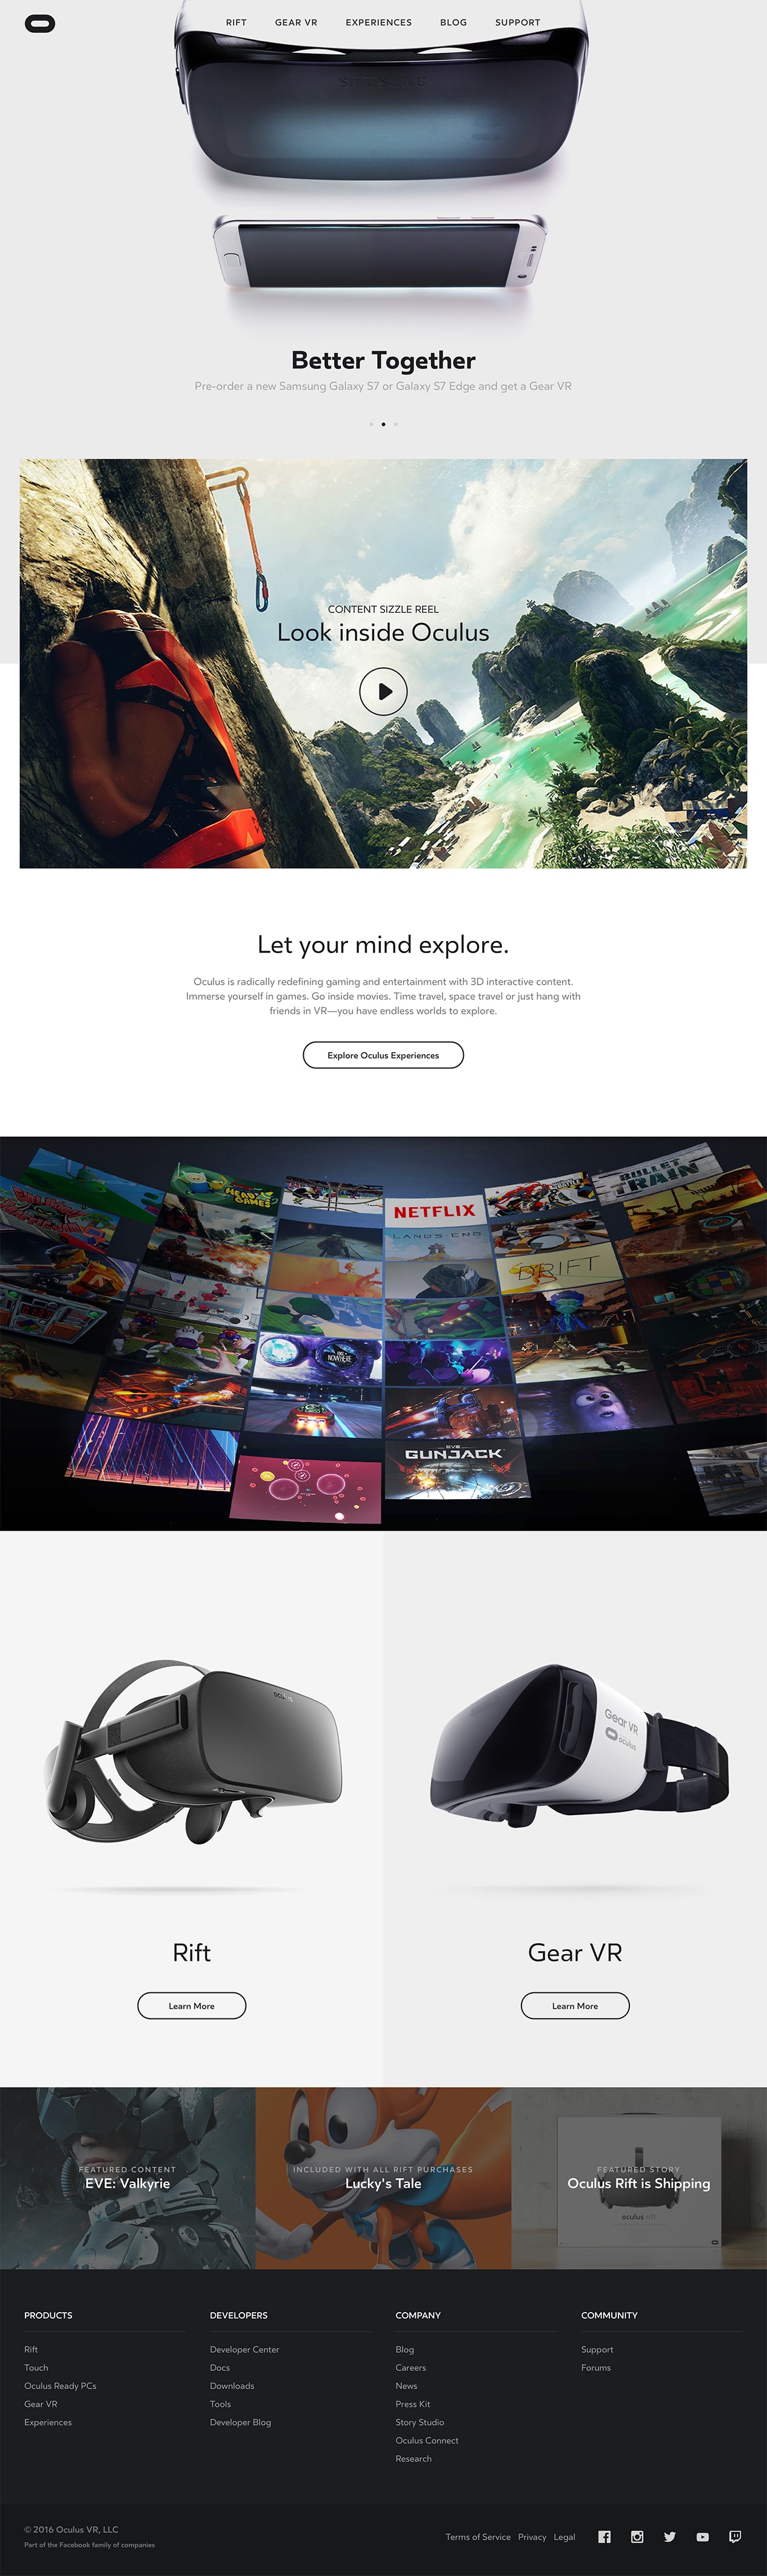 RIFT GEAR VR EXPERIENCES BLOG SUPPORT
SAMSUNG
Better Together
Pre-order a new Samsung Galaxy S7 or Galaxy S7 Edge and get a Gear VR
CONTENT SIZZLE REEL
Look inside Oculus
Let your mind explore.
Oculus is radically redefining gaming and entertainment with 3D interactive content.
Immerse yourself in games. Go inside movies. Time travel, space travel or just hang with
friends in VR—you have endless worlds to explore.
Explore Oculus Experiences
BULLET
TRAIN
HEAD
GAMES
NETFLIX
LAND'S END
DRIFT
NOWHERE
EVE
GUNJACK
oculus
Gear VR
oculus
Rift
Gear VR
Learn More
Learn More
FEATURED CONTENT
EVE: Valkyrie
INCLUDED WITH ALL RIFT PURCHASES
Lucky's Tale
FEATURED STORY
Oculus Rift is Shipping
oculus rift
PRODUCTS
Rift
Touch
Oculus Ready PCs
Gear VR
Experiences
DEVELOPERS
Developer Center
Docs
Downloads
Tools
Developer Blog
COMPANY
Blog
Careers
News
Press Kit
Story Studio
Oculus Connect
Research
COMMUNITY
Support
Forums
© 2016 Oculus VR, LLC
Part of the Facebook family of companies
Terms of Service Privacy Legal